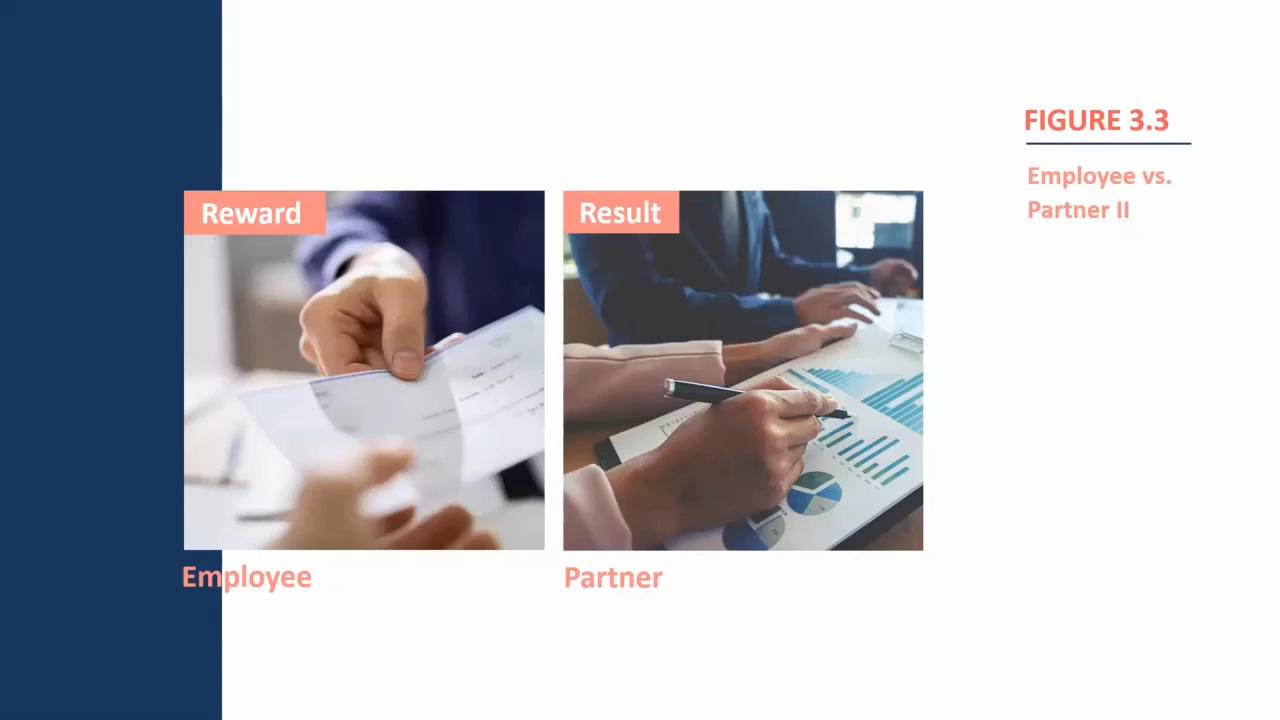 FIGURE 3.3
Employee vs.
Partner II
Reward
Result
Employee
Partner